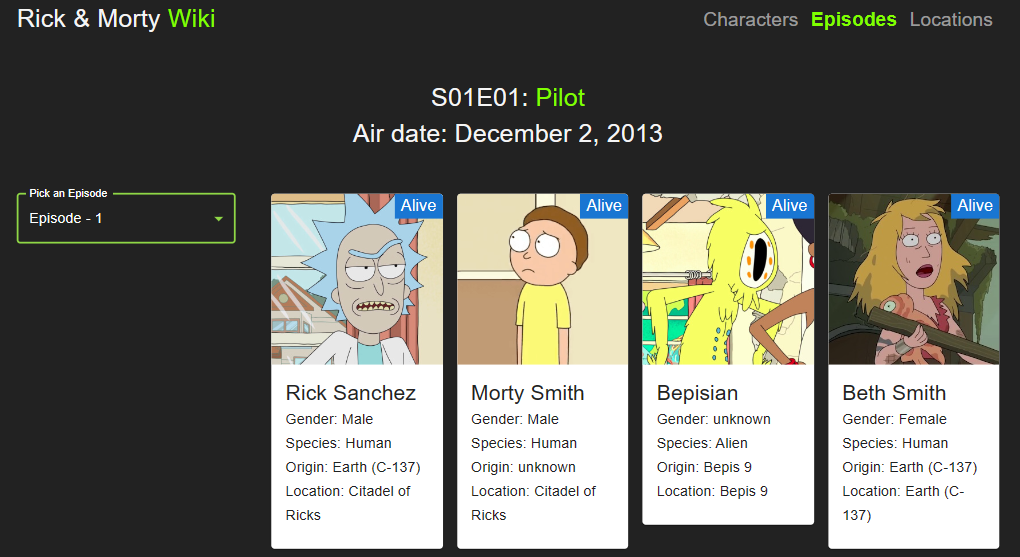 Rick & Morty Wiki
Characters Episodes Locations
S01E01: Pilot
Air date: December 2, 2013
Pick an Episode
Episode - 1
Alive
Rick Sanchez
Gender: Male
Species: Human
Origin: Earth (C-137)
Location: Citadel of
Ricks
Alive
Morty Smith
Gender: Male
Species: Human
Origin: unknown
Location: Citadel of
Ricks
Alive
Bepisian
Gender: unknown
Species: Alien
Origin: Bepis 9
Location: Bepis 9
Alive
Beth Smith
Gender: Female
Species: Human
Origin: Earth (C-137)
Location: Earth (C-
137)